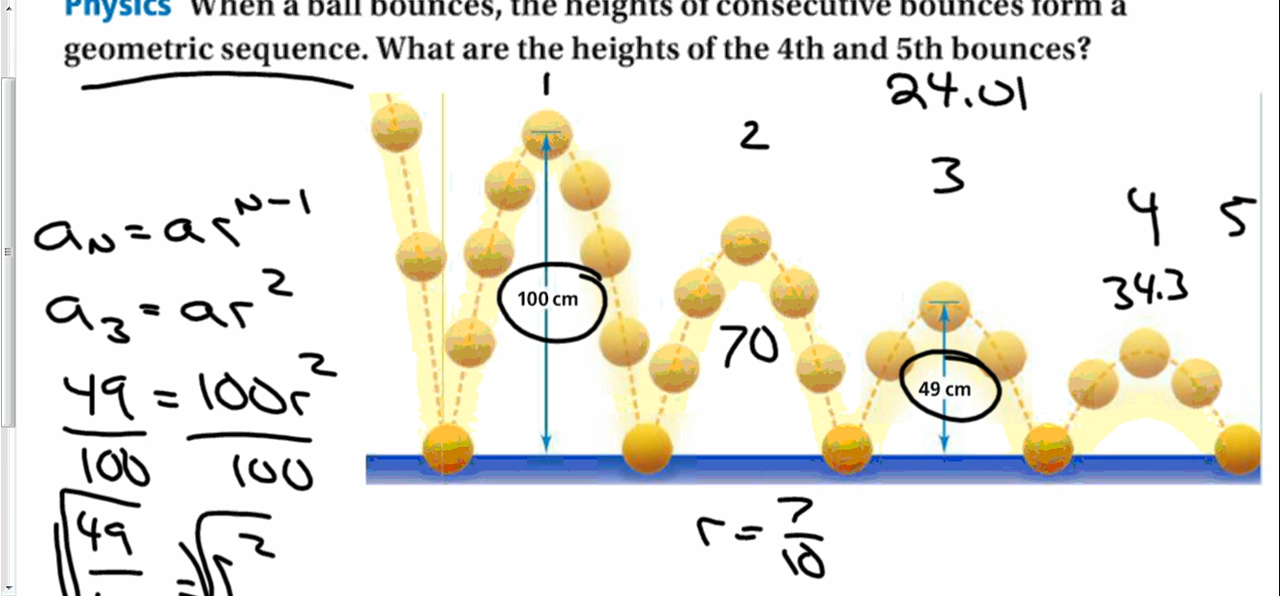 Physics When a ball bounces, the heights of consecutive bounces form a
geometric sequence. What are the heights of the 4th and 5th bounces?
1
2
24.01
3
4
5
34.3
100 cm
70
49 cm
aN = ar^N-1
a3 = ar^2
49 = 100r^2
100 100
√49 = √r^2
r = 7
10